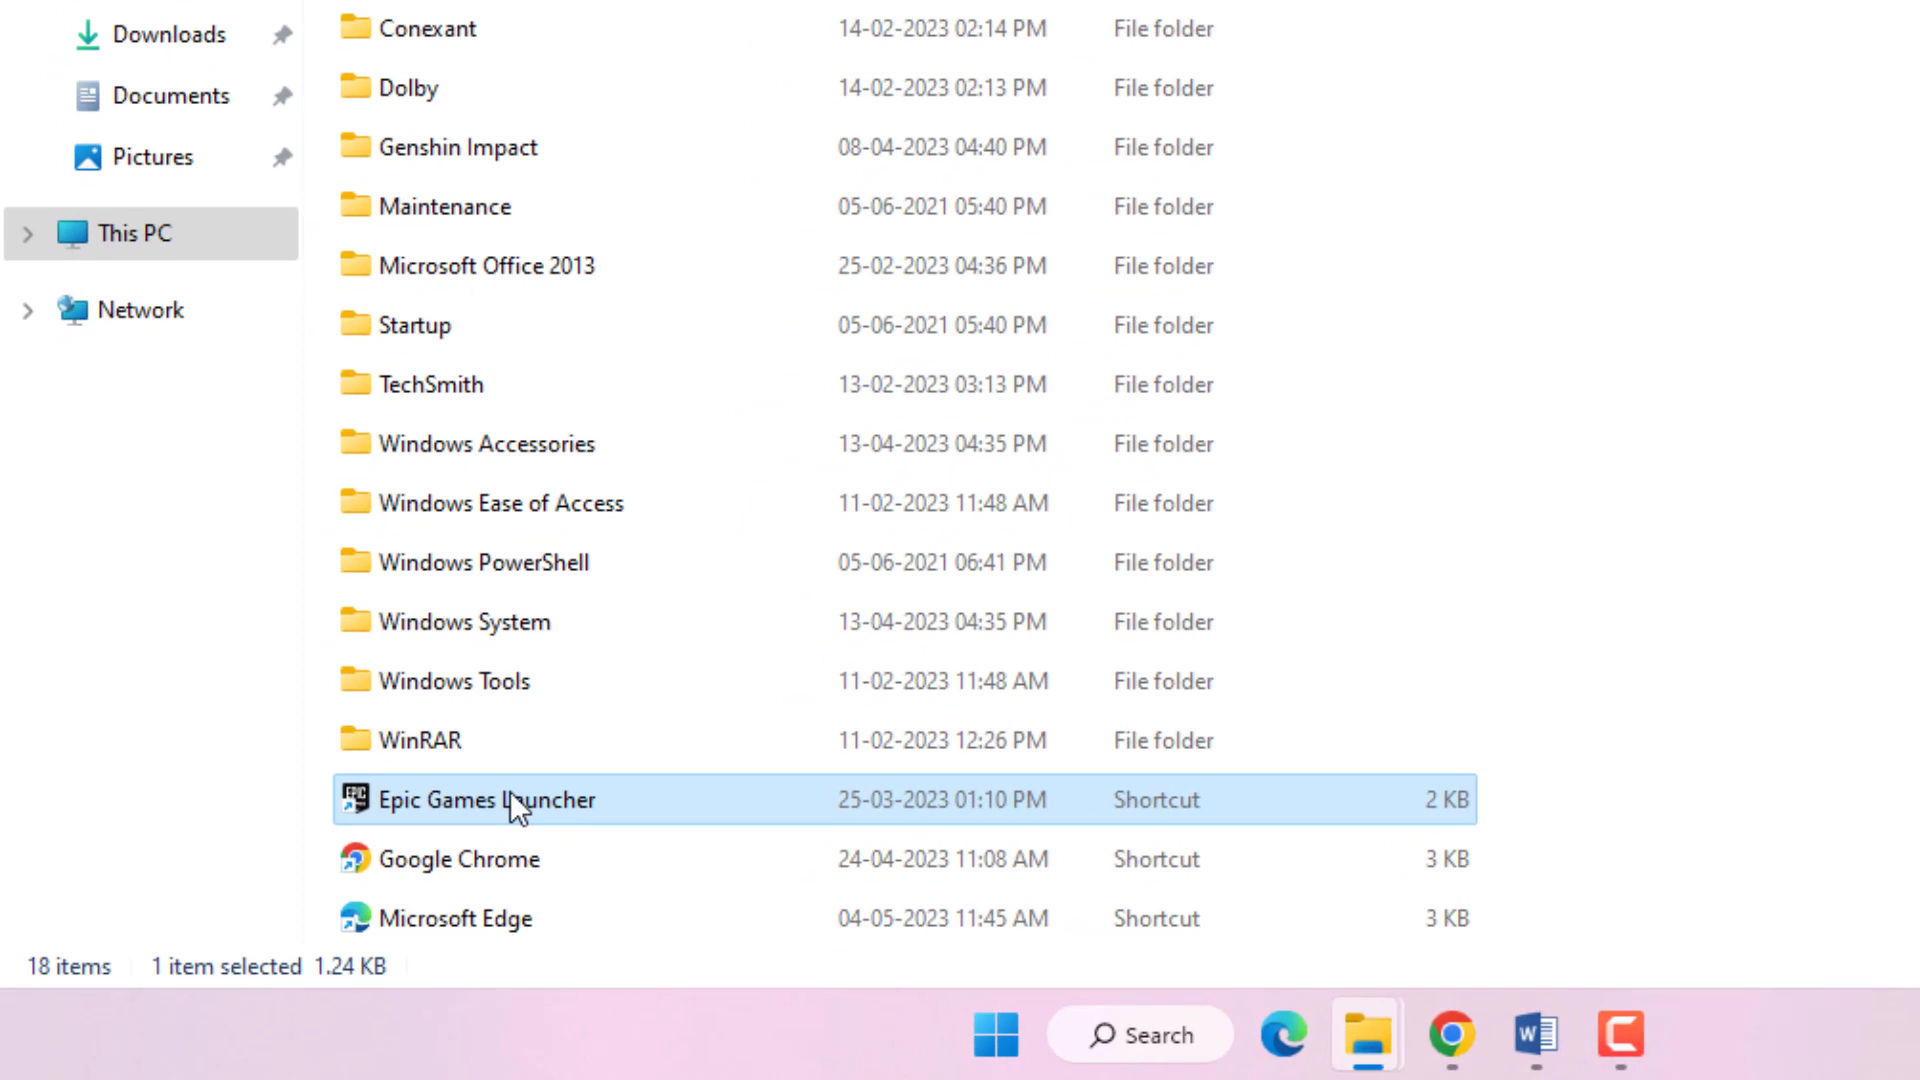 Downloads
Documents
Pictures
This PC
Network
Conexant 14-02-2023 02:14 PM File folder
Dolby 14-02-2023 02:13 PM File folder
Genshin Impact 08-04-2023 04:40 PM File folder
Maintenance 05-06-2021 05:40 PM File folder
Microsoft Office 2013 25-02-2023 04:36 PM File folder
Startup 05-06-2021 05:40 PM File folder
TechSmith 13-02-2023 03:13 PM File folder
Windows Accessories 13-04-2023 04:35 PM File folder
Windows Ease of Access 11-02-2023 11:48 AM File folder
Windows PowerShell 05-06-2021 06:41 PM File folder
Windows System 13-04-2023 04:35 PM File folder
Windows Tools 11-02-2023 11:48 AM File folder
WinRAR 11-02-2023 12:26 PM File folder
EPIC Epic Games Launcher 25-03-2023 01:10 PM Shortcut 2 KB
Google Chrome 24-04-2023 11:08 AM Shortcut 3 KB
Microsoft Edge 04-05-2023 11:45 AM Shortcut 3 KB
18 items 1 item selected 1.24 KB
Search W